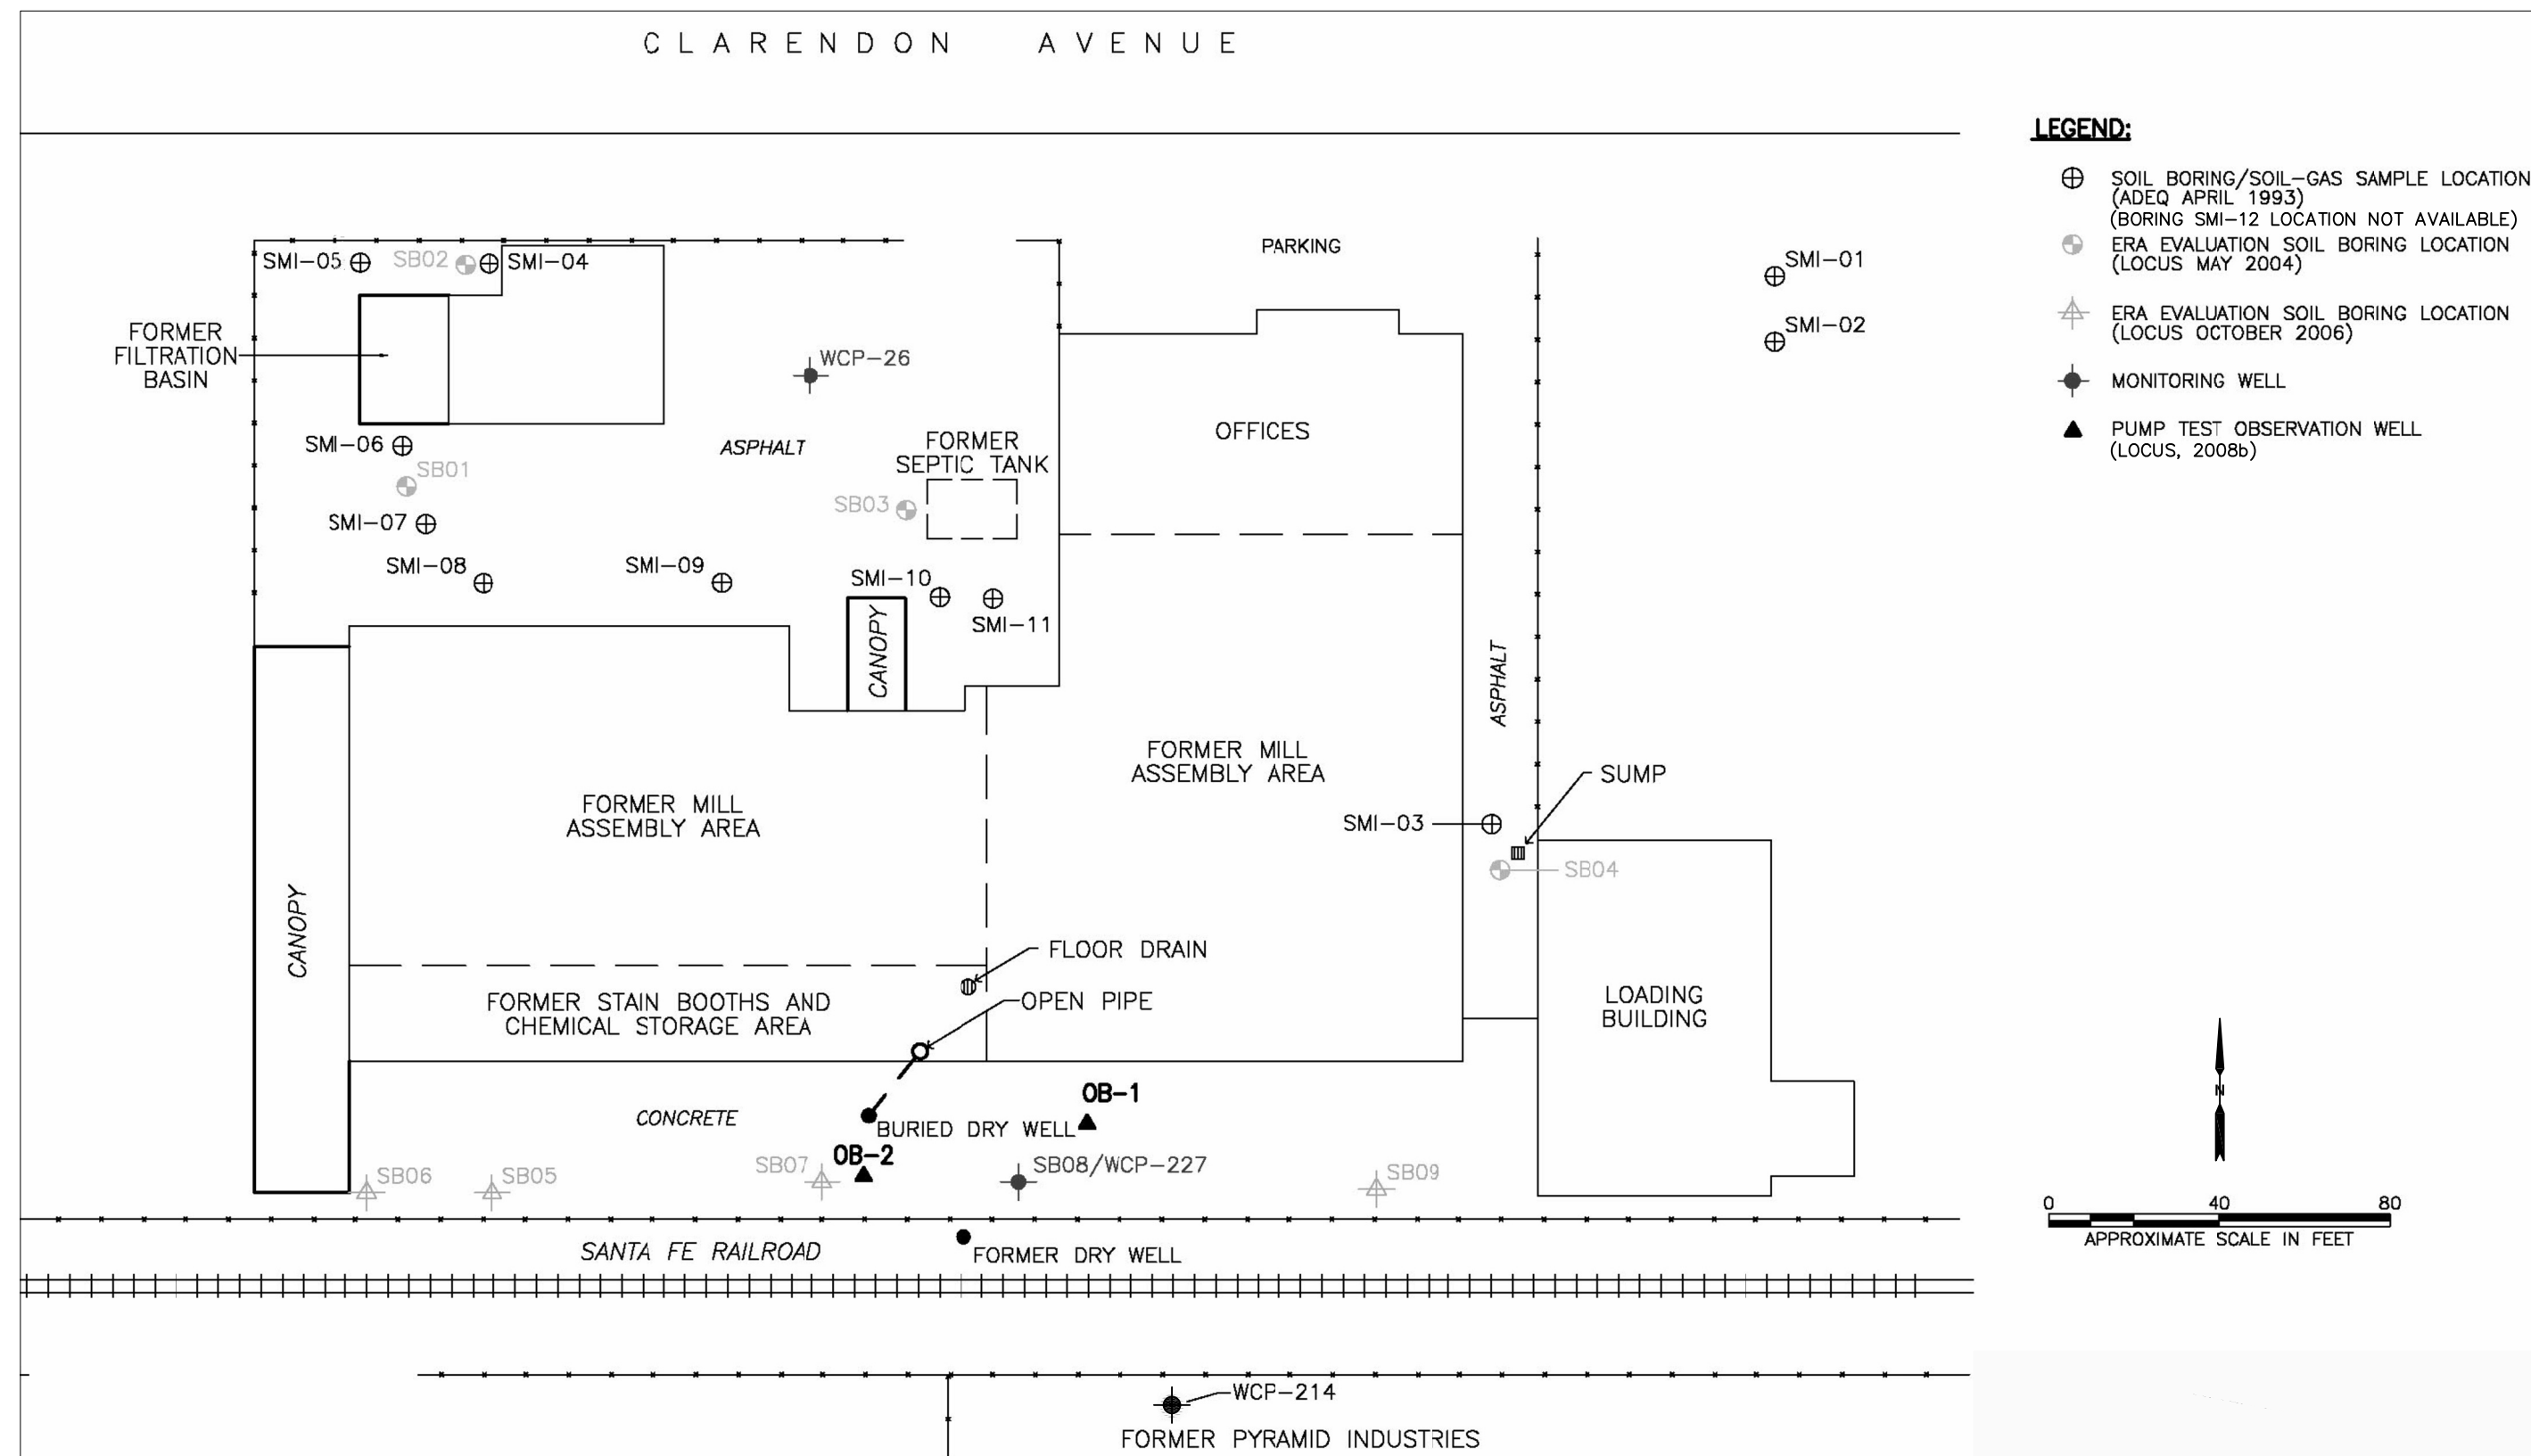 CLARENDON AVENUE
LEGEND:
SOIL BORING/SOIL-GAS SAMPLE LOCATION
(ADEQ APRIL 1993)
(BORING SMI-12 LOCATION NOT AVAILABLE)
ERA EVALUATION SOIL BORING LOCATION
(LOCUS MAY 2004)
ERA EVALUATION SOIL BORING LOCATION
(LOCUS OCTOBER 2006)
MONITORING WELL
PUMP TEST OBSERVATION WELL
(LOCUS, 2008b)
PARKING
SMI-05
SB02
SMI-04
SMI-01
SMI-02
FORMER
FILTRATION
BASIN
WCP-26
OFFICES
SMI-06
ASPHALT
FORMER
SEPTIC TANK
SB01
SB03
SMI-07
SMI-08
SMI-09
SMI-10
SMI-11
CANOPY
ASPHALT
FORMER MILL
ASSEMBLY AREA
SUMP
FORMER MILL
ASSEMBLY AREA
SMI-03
SB04
CANOPY
FLOOR DRAIN
OPEN PIPE
FORMER STAIN BOOTHS AND
CHEMICAL STORAGE AREA
LOADING
BUILDING
OB-1
CONCRETE
BURIED DRY WELL
OB-2
SB06
SB05
SB07
SB08/WCP-227
SB09
N
0 40 80
APPROXIMATE SCALE IN FEET
SANTA FE RAILROAD
FORMER DRY WELL
WCP-214
FORMER PYRAMID INDUSTRIES